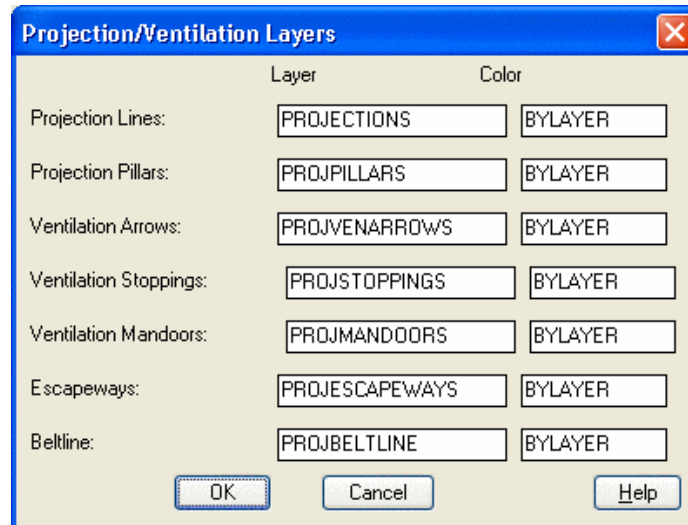 Projection/Ventilation Layers
Layer Color
Projection Lines: PROJECTIONS BYLAYER
Projection Pillars: PROJPILLARS BYLAYER
Ventilation Arrows: PROJVENARROWS BYLAYER
Ventilation Stoppings: PROJSTOPPINGS BYLAYER
Ventilation Mandoors: PROJMANDOORS BYLAYER
Escapeways: PROJESCAPEWAYS BYLAYER
Beltline: PROJBELTLINE BYLAYER
OK Cancel Help